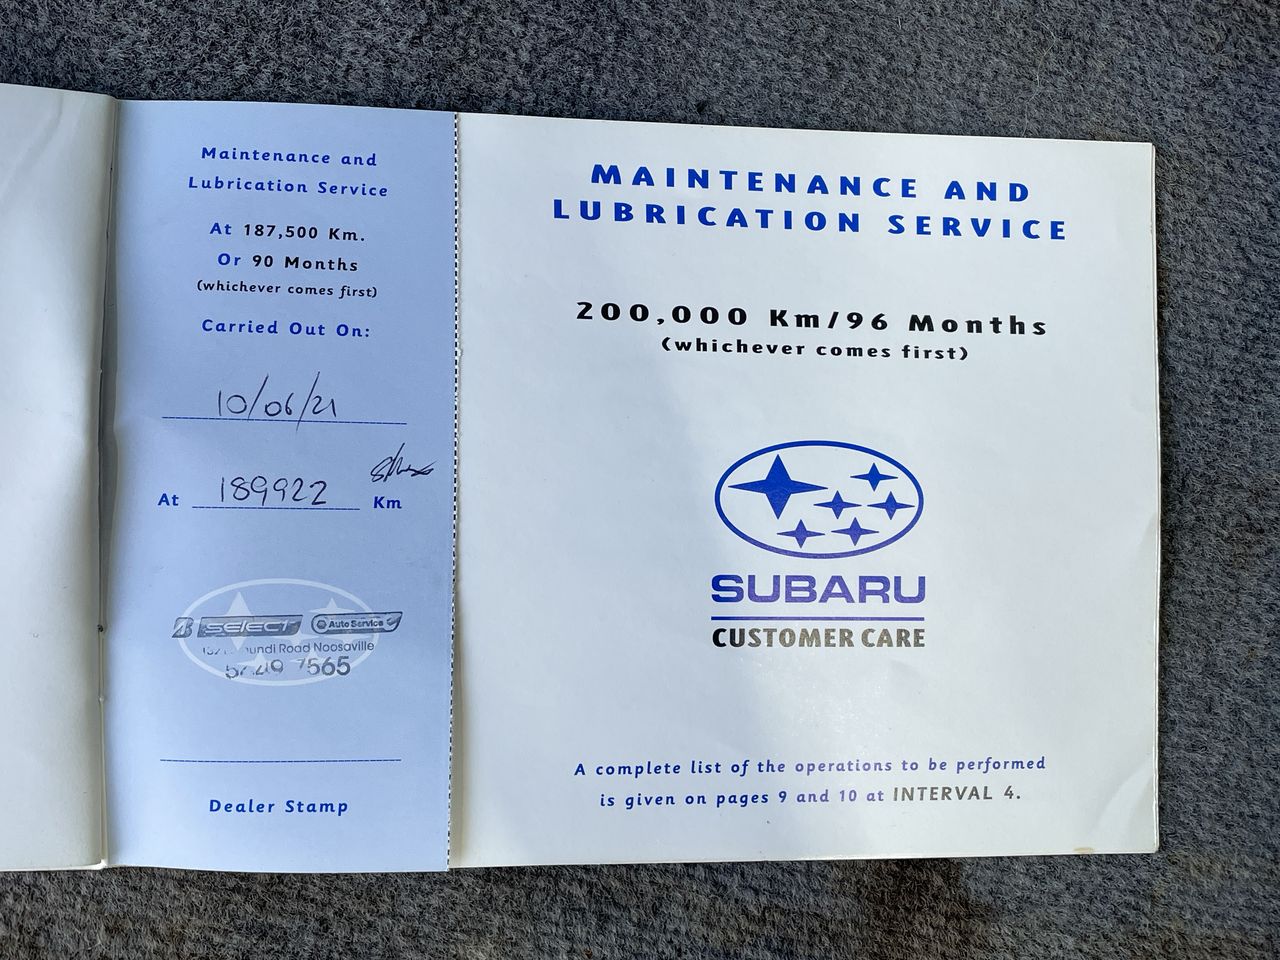 Maintenance and
Lubrication Service
At 187,500 Km.
Or 90 Months
(whichever comes first)
Carried Out On:
10/06/21
At 189922 Km
SELECT Auto Service
Road Noosaville
7565
Dealer Stamp
MAINTENANCE AND
LUBRICATION SERVICE
200,000 Km/96 Months
(whichever comes first)
SUBARU
CUSTOMER CARE
A complete list of the operations to be performed
is given on pages 9 and 10 at INTERVAL 4.